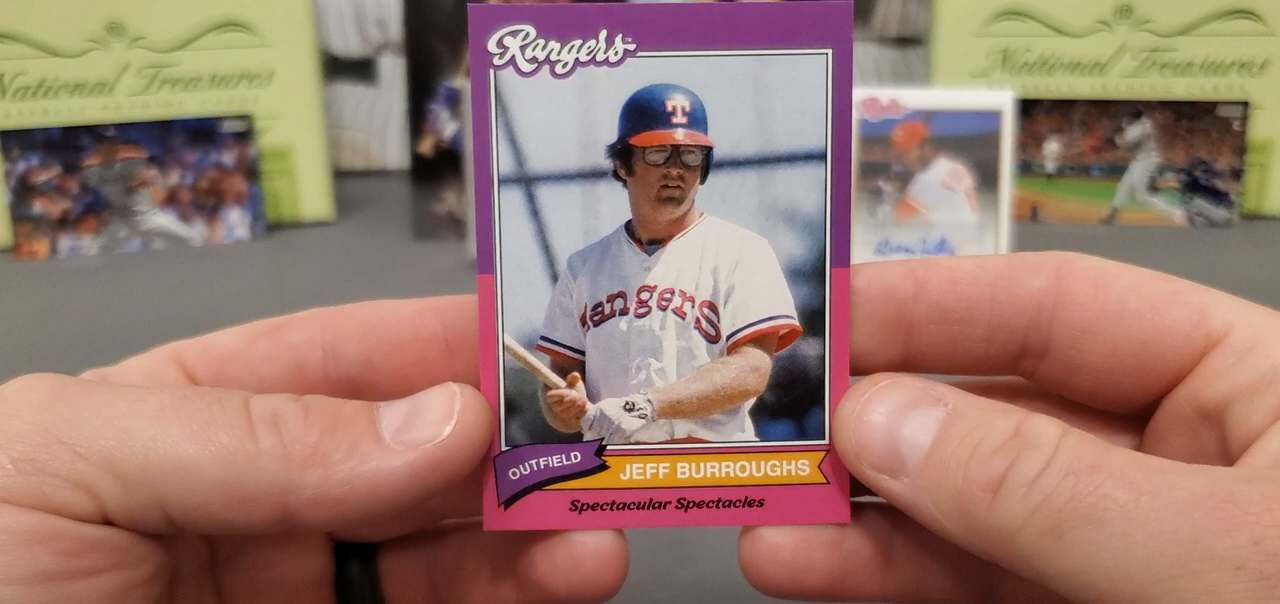 National Treasures
National Treasures
Rangers
T
Rangers
OUTFIELD
JEFF BURROUGHS
Spectacular Spectacles